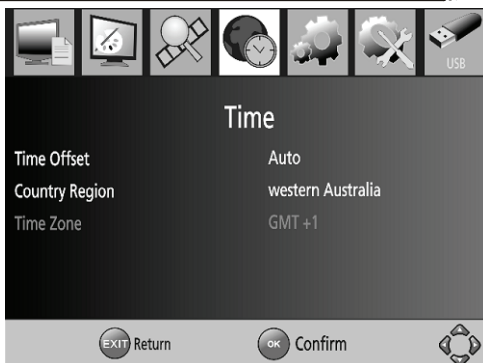 USB
Time
Time Offset Auto
Country Region western Australia
Time Zone GMT +1
EXIT Return OK Confirm